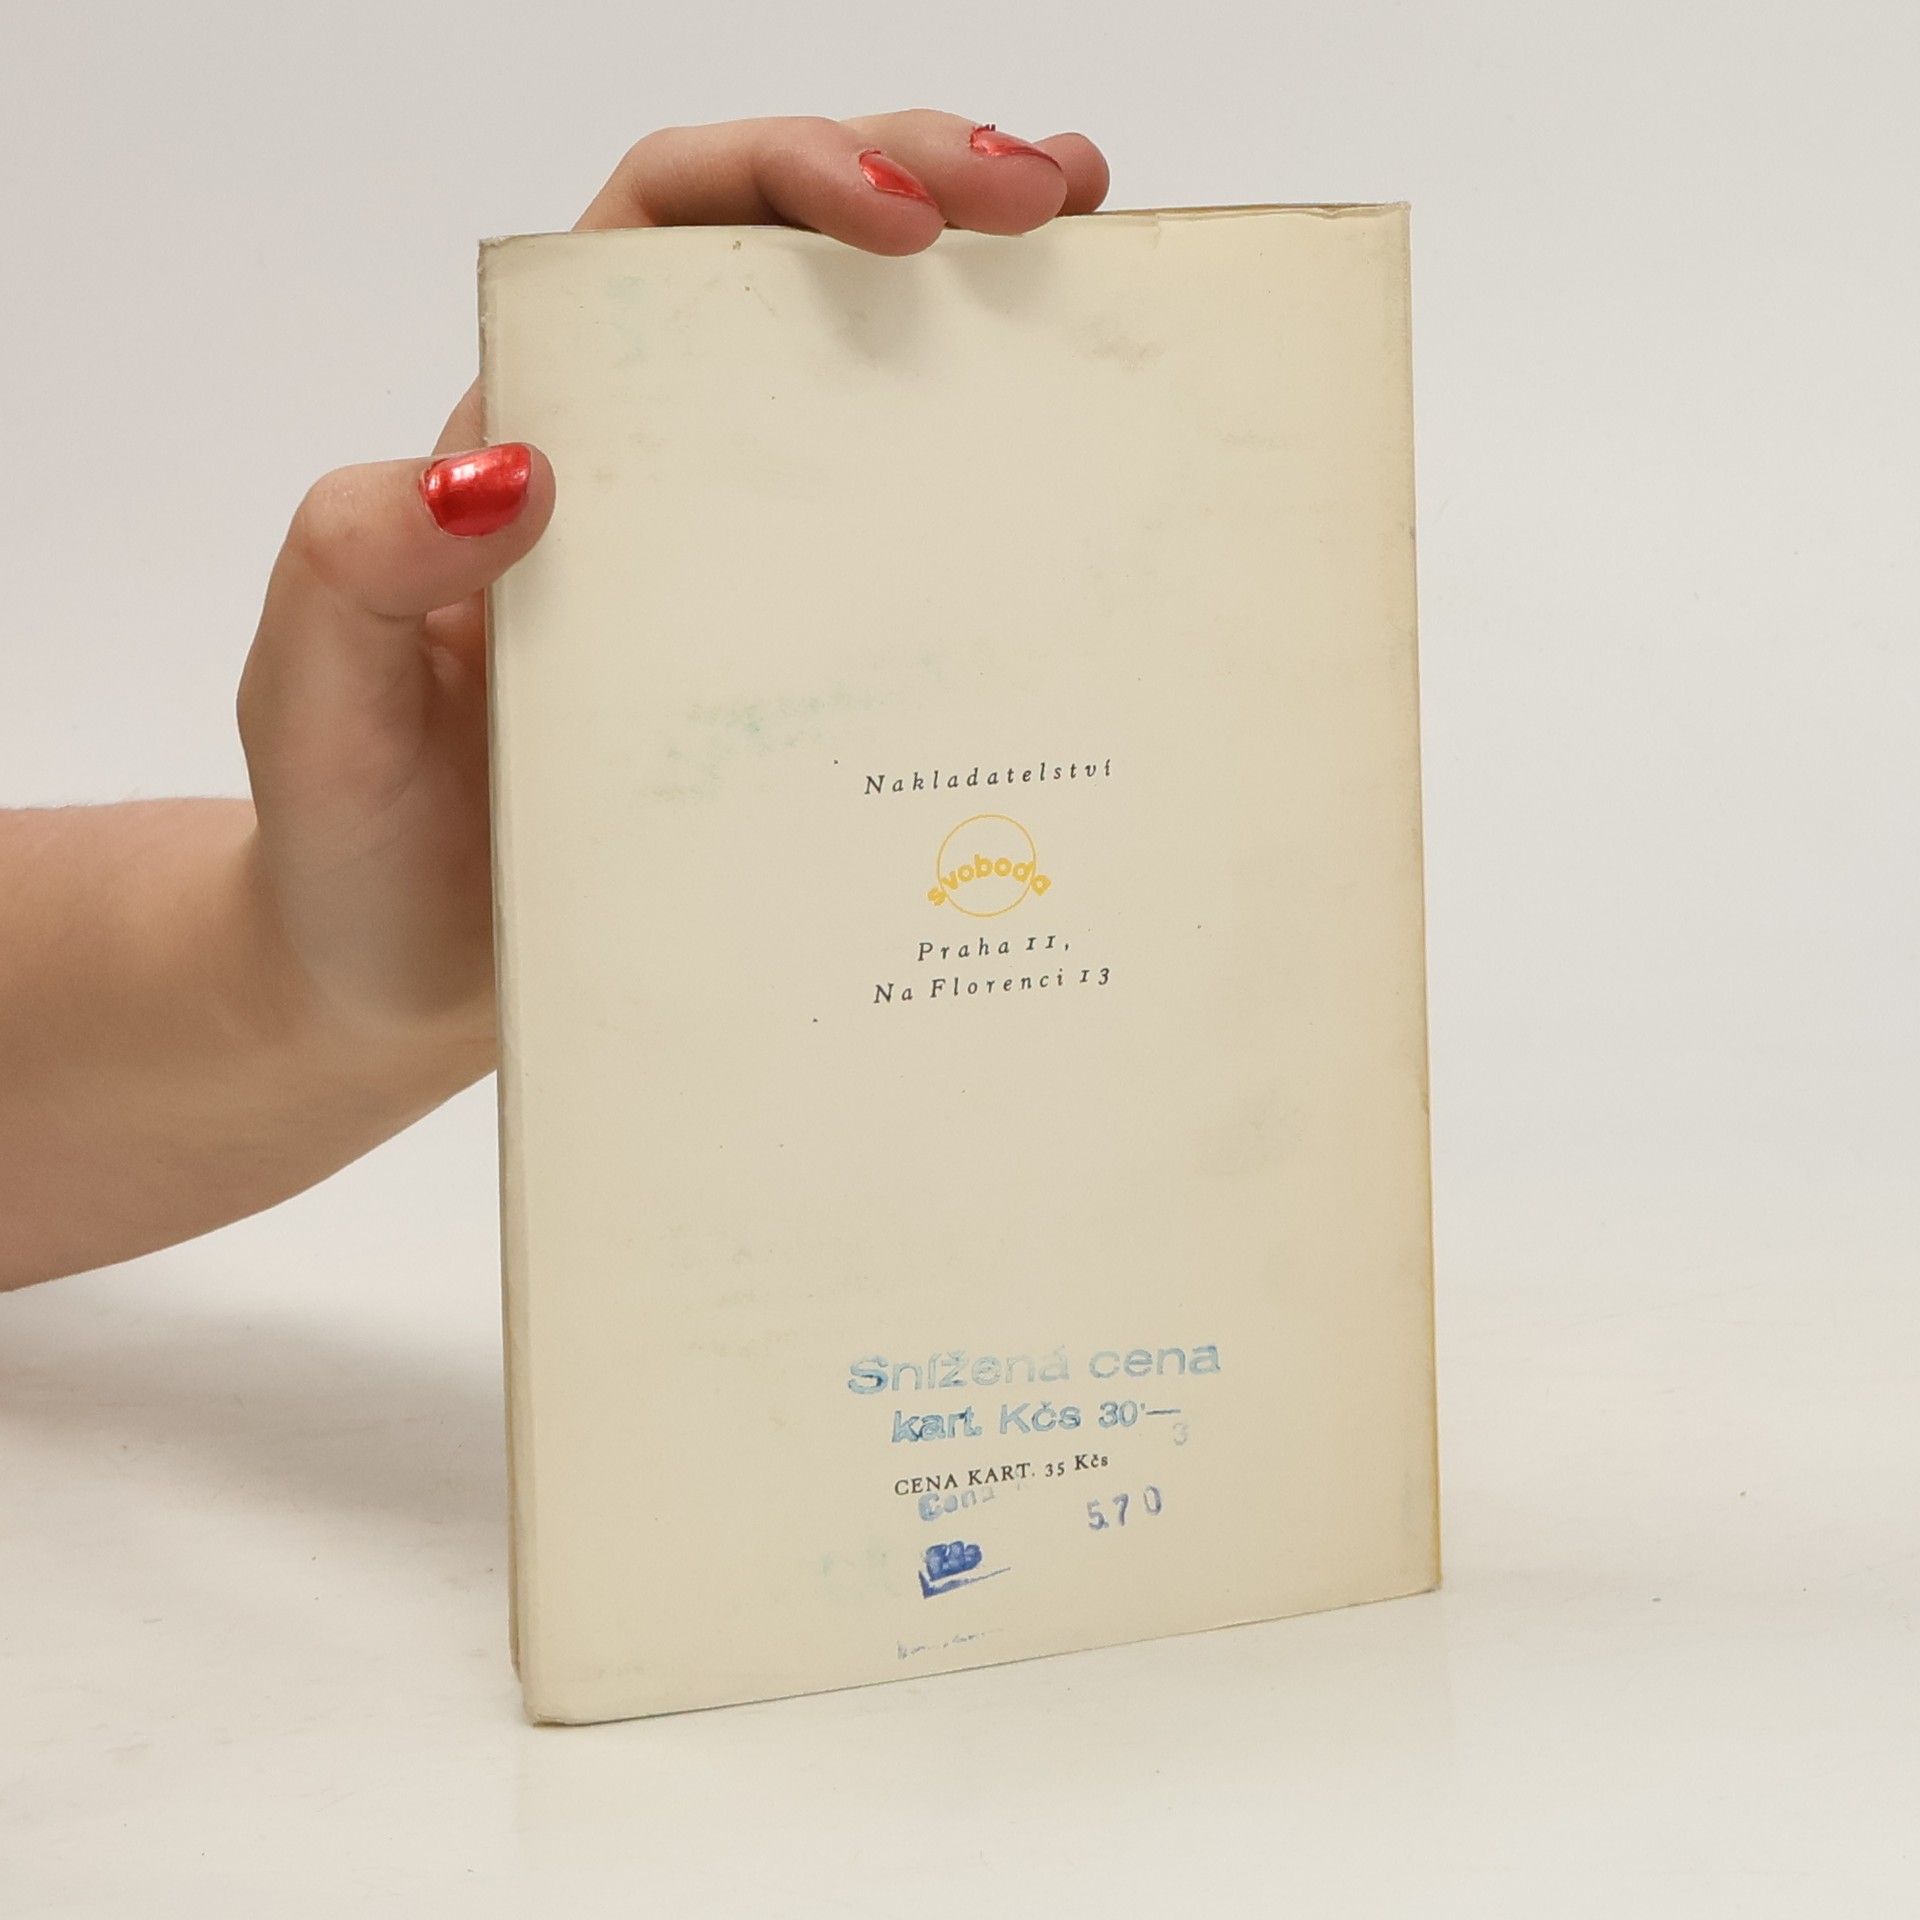 Nakladatelství
svoboda
Praha II,
Na Florenci 13
Snížená cena
kart. Kčs 30·—
3
CENA KART. 35 Kčs
Cena
5.70